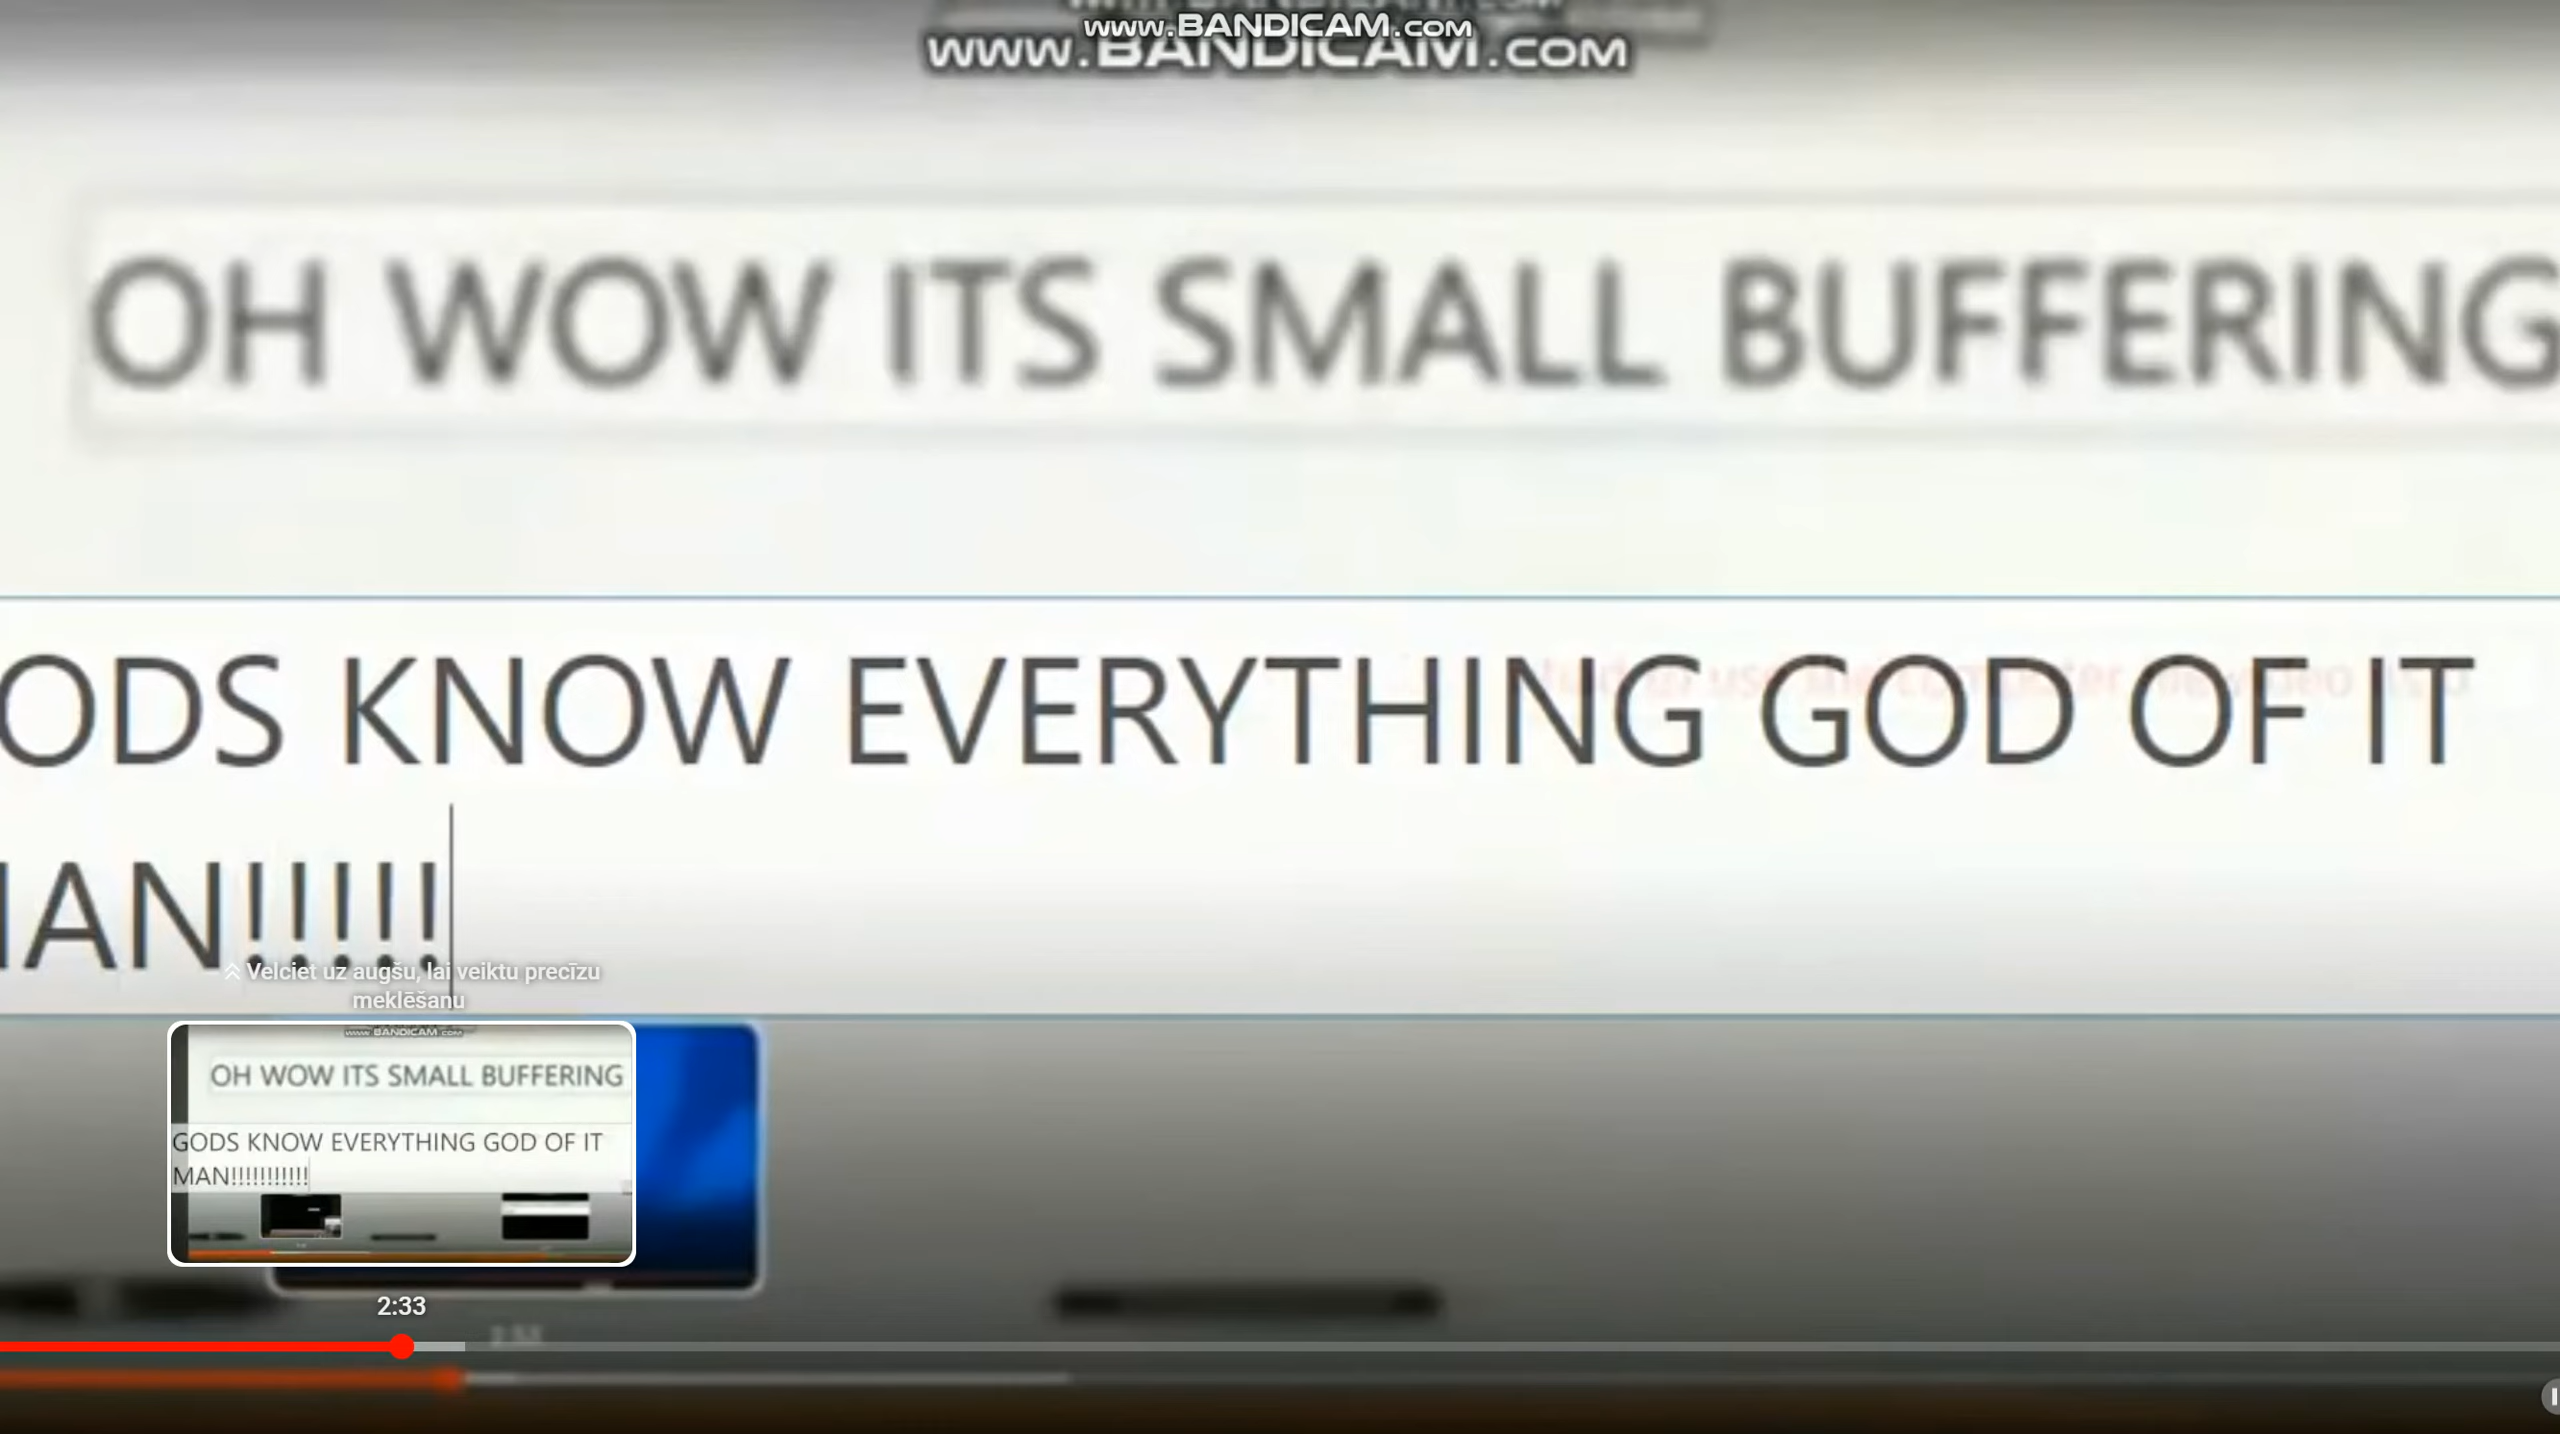 www.BANDICAM.com
www.BANDICAM.com
OH WOW ITS SMALL BUFFERING
ODS KNOW EVERYTHING GOD OF IT
MAN!!!!!
Velciet uz augšu, lai veiktu precīzu
meklēšanu
www.BANDICAM.com
OH WOW ITS SMALL BUFFERING
GODS KNOW EVERYTHING GOD OF IT
MAN!!!!!!!!!!!
2:33